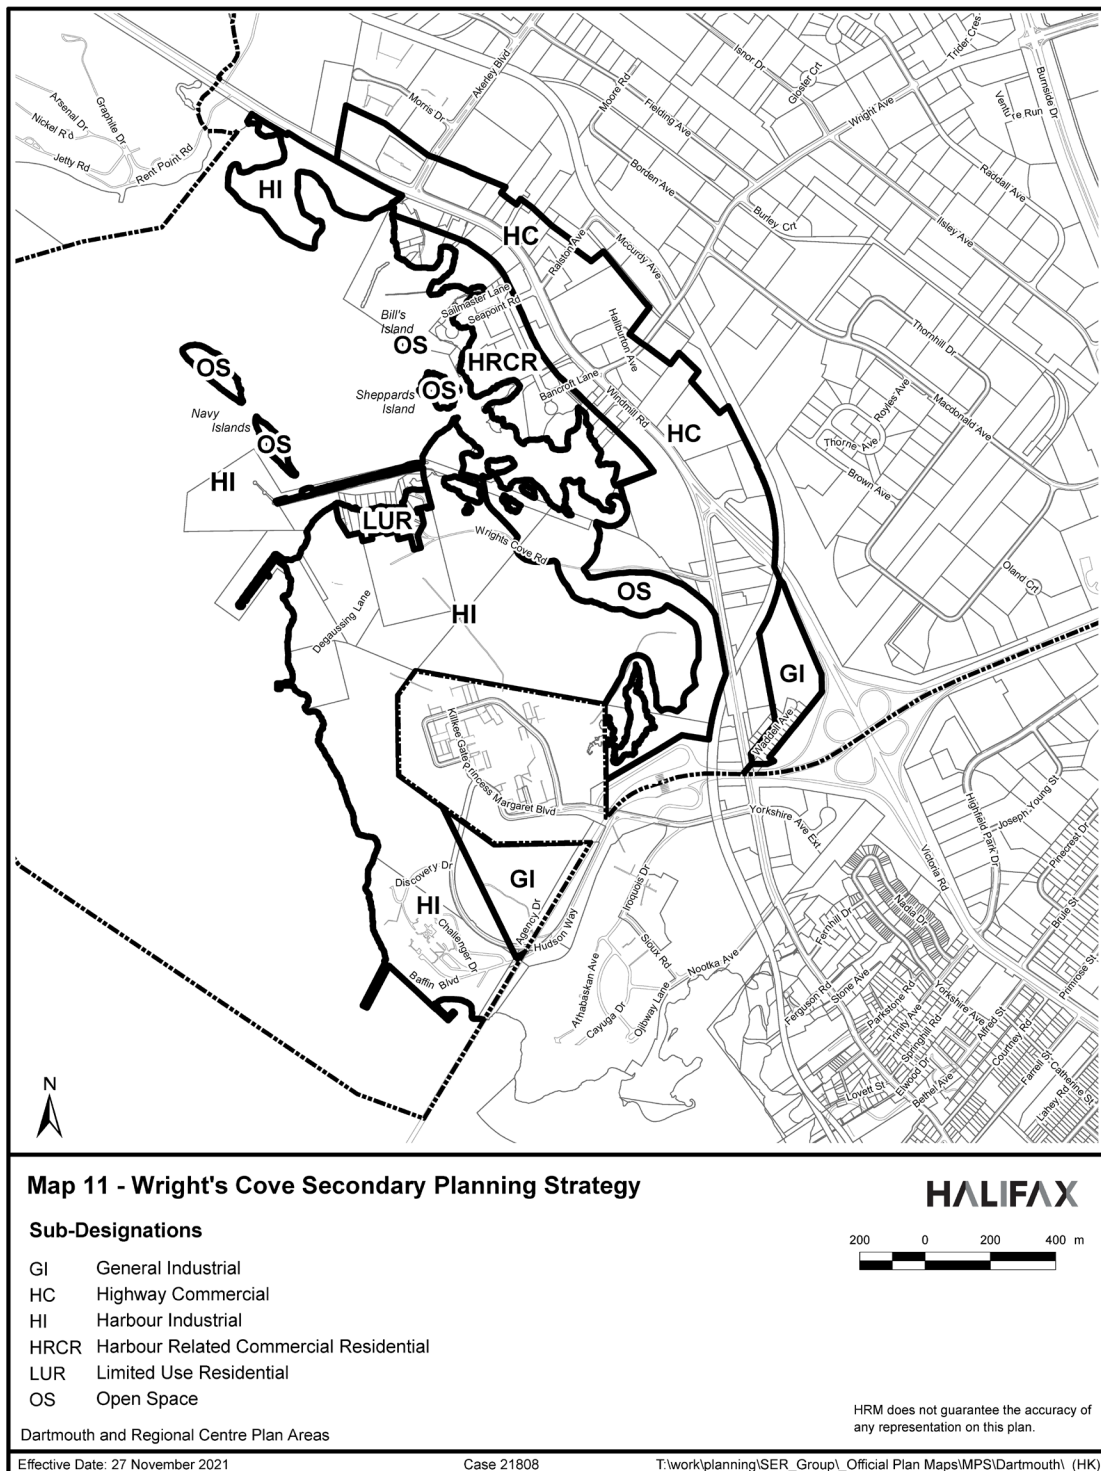 Isnor Dr
Gloster Crt
Trider Cres
Burnside Dr
Akerley Blvd
Morris Dr
Moore Rd
Fielding Ave
Wright Ave
Venture Run
Graphite Dr
Arsenal Dr
Nickel Rd
Jetty Rd
Rent Point Rd
Borden Ave
Raddall Ave
HI
Burley Crt
Ilsley Ave
HC
Ralston Ave
Mccurdy Ave
Sailmaster Lane
Seapoint Rd
Bill's
Island
OS
Haliburton Ave
Thornhill Dr
OS
HRCR
Sheppards
Island
OS
Bancroft Lane
Windmill Rd
Royles Ave
Macdonald Ave
Navy
Islands
OS
HC
Thorne Ave
Brown Ave
HI
LUR
Wrights Cove Rd
Oland Crt
OS
Degaussing Lane
HI
GI
Waddell Ave
Killkee Gate
Princess Margaret Blvd
Yorkshire Ave Ext
Highfield Park Dr
Joseph Young St
Pinecrest Dr
Victoria Rd
Discovery Dr
GI
HI
Agency Dr
Hudson Way
Iroquois Dr
Nadia Dr
Brule St
Challenger Dr
Sioux Rd
Fernhill Dr
Baffin Blvd
Nootka Ave
Primrose St
Athabaskan Ave
Cayuga Dr
Ojibway Lane
Ferguson Rd
Stone Ave
Parkstone Rd
Yorkshire Ave
Trinity Ave
Springhill Rd
Alfred St
Courtney Rd
Farrell St
Catherine St
Elwood Dr
Bethel Ave
Lovett St
Lahey Rd
N
Map 11 - Wright's Cove Secondary Planning Strategy
HALIFAX
Sub-Designations
200 0 200 400 m
GI General Industrial
HC Highway Commercial
HI Harbour Industrial
HRCR Harbour Related Commercial Residential
LUR Limited Use Residential
OS Open Space
HRM does not guarantee the accuracy of
any representation on this plan.
Dartmouth and Regional Centre Plan Areas
Effective Date: 27 November 2021 Case 21808 T:\work\planning\SER_Group\_Official Plan Maps\MPS\Dartmouth\ (HK)